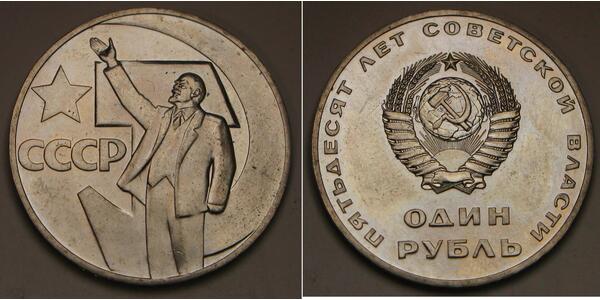 СССР
ПЯТЬДЕСЯТ ЛЕТ СОВЕТСКОЙ ВЛАСТИ
ОДИН
РУБЛЬ